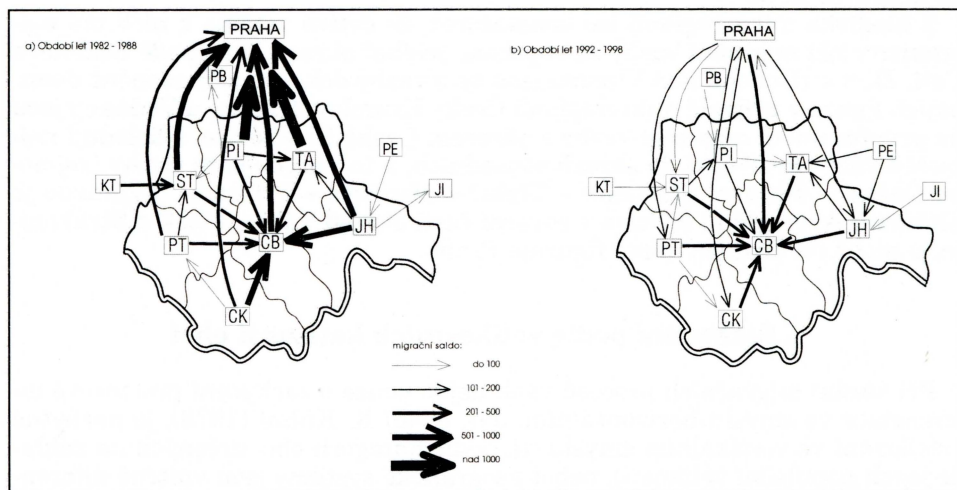 PRAHA
a) Období let 1982 - 1988
PB
PI
TA
PE
KT
ST
JI
JH
PT
CB
CK
PRAHA
b) Období let 1992 - 1998
PB
PI
TA
PE
KT
ST
JI
JH
PT
CB
CK
migrační saldo:
do 100
101 - 200
201 - 500
501 - 1000
nad 1000